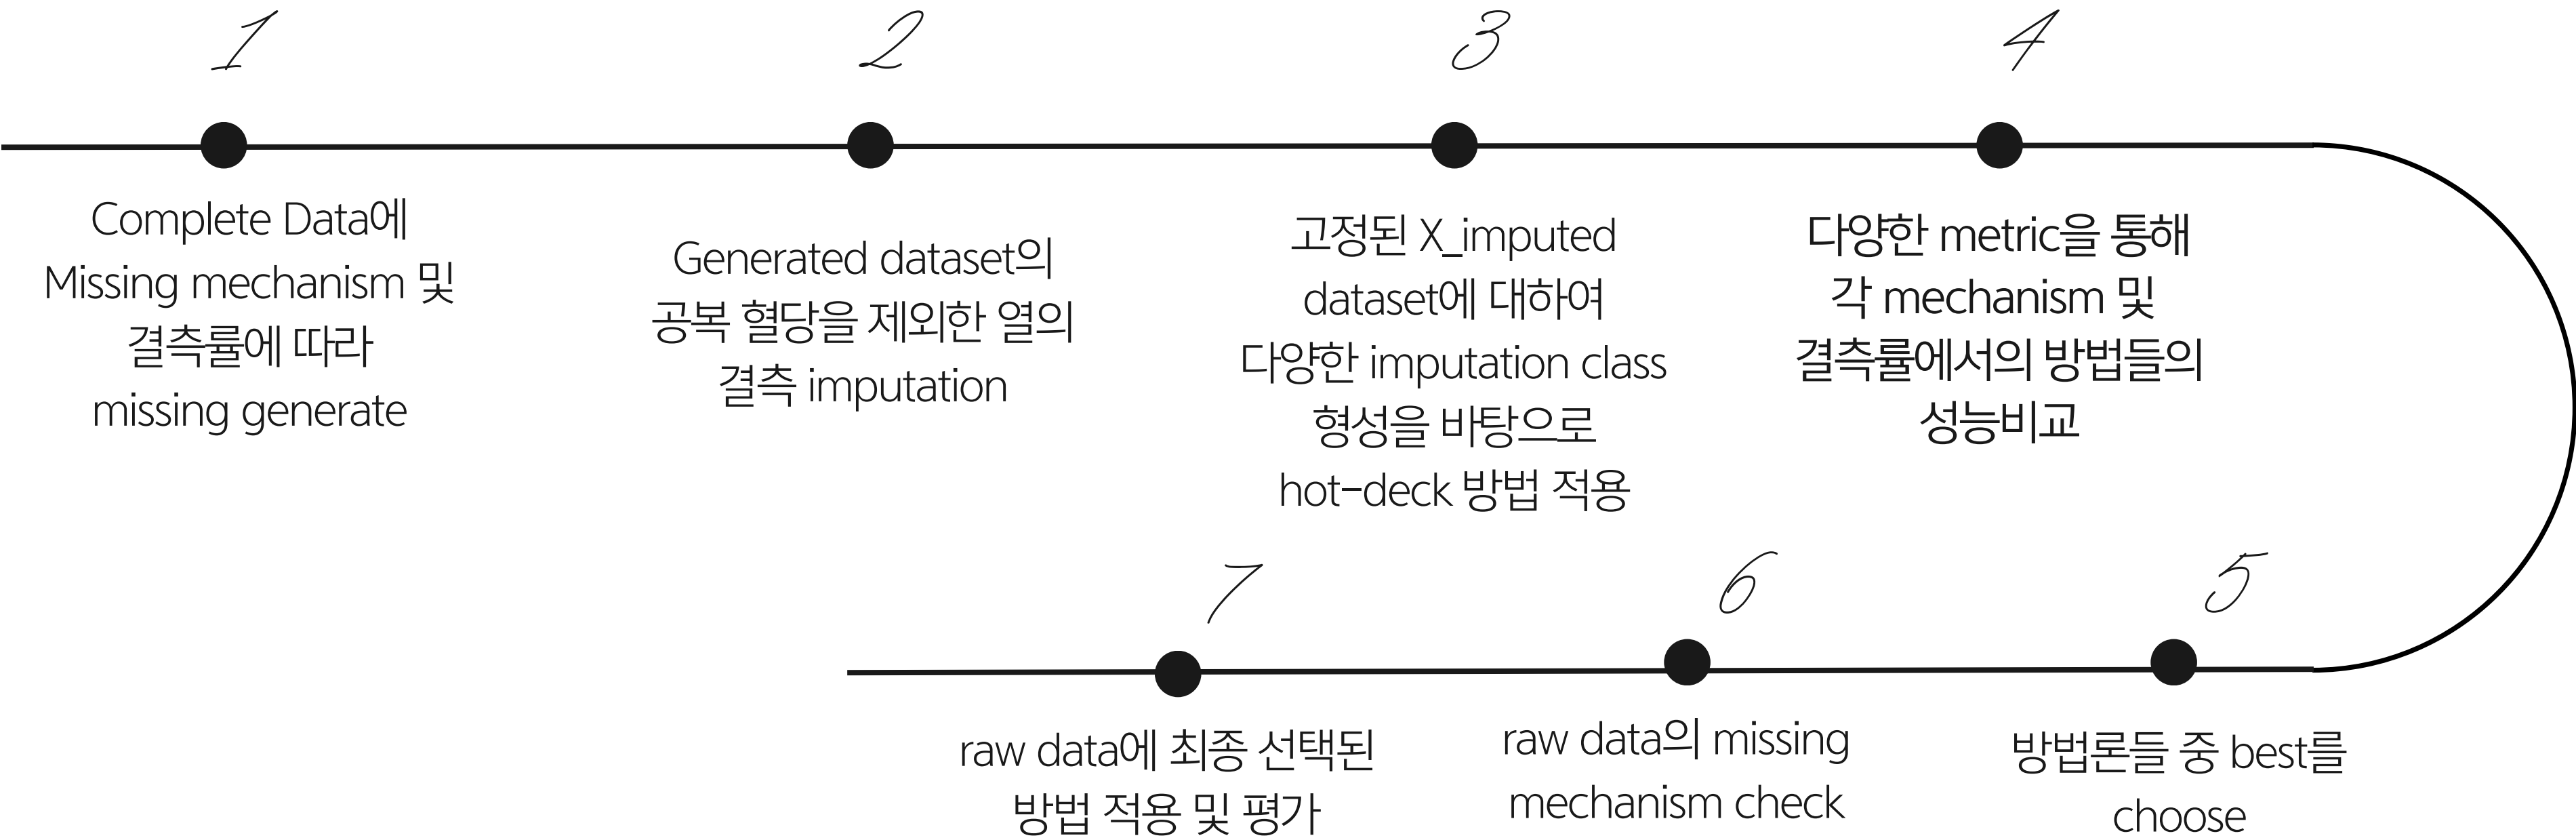 1
Complete Data에
Missing mechanism 및
결측률에 따라
missing generate
2
Generated dataset의
공복 혈당을 제외한 열의
결측 imputation
3
고정된 X_imputed
dataset에 대하여
다양한 imputation class
형성을 바탕으로
hot-deck 방법 적용
4
다양한 metric을 통해
각 mechanism 및
결측률에서의 방법들의
성능비교
5
방법론들 중 best를
choose
6
raw data의 missing
mechanism check
7
raw data에 최종 선택된
방법 적용 및 평가